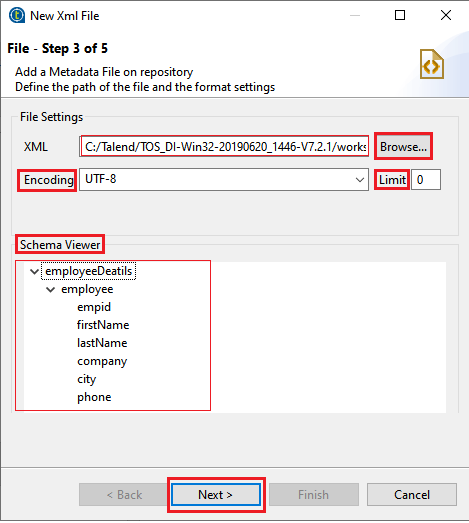 New Xml File
File - Step 3 of 5
Add a Metadata File on repository
Define the path of the file and the format settings
File Settings
XML C:/Talend/TOS_DI-Win32-20190620_1446-V7.2.1/works Browse...
Encoding UTF-8 Limit 0
Schema Viewer
employeeDeatils
employee
empid
firstName
lastName
company
city
phone
< Back Next > Finish Cancel